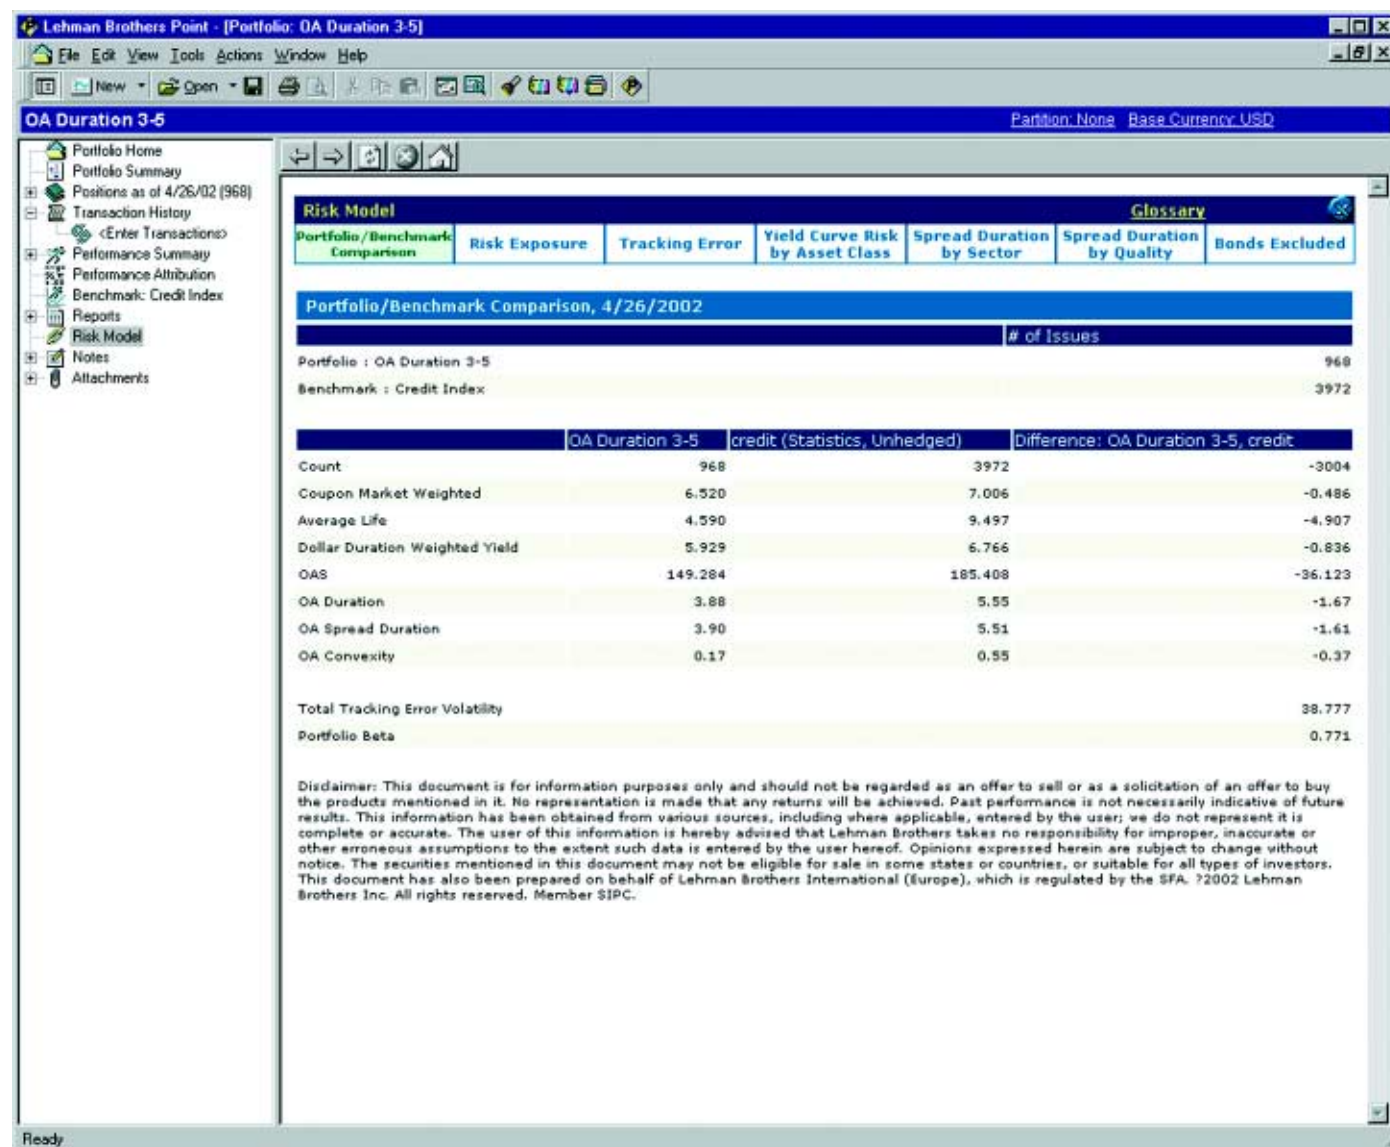 Lehman Brothers Point - [Portfolio: OA Duration 3-5]
File Edit View Tools Actions Window Help
New Open
OA Duration 3-5 Partition: None Base Currency: USD
Portfolio Home
Portfolio Summary
Positions as of 4/26/02 (968)
Transaction History
<Enter Transactions>
Performance Summary
Performance Attribution
Benchmark: Credit Index
Reports
Risk Model
Notes
Attachments
Risk Model Glossary
Portfolio/Benchmark Comparison Risk Exposure Tracking Error Yield Curve Risk by Asset Class Spread Duration by Sector Spread Duration by Quality Bonds Excluded
Portfolio/Benchmark Comparison, 4/26/2002
# of Issues
Portfolio : OA Duration 3-5 968
Benchmark : Credit Index 3972
OA Duration 3-5 credit (Statistics, Unhedged) Difference: OA Duration 3-5, credit
Count 968 3972 -3004
Coupon Market Weighted 6.520 7.006 -0.486
Average Life 4.590 9.497 -4.907
Dollar Duration Weighted Yield 5.929 6.766 -0.836
OAS 149.284 185.408 -36.123
OA Duration 3.88 5.55 -1.67
OA Spread Duration 3.90 5.51 -1.61
OA Convexity 0.17 0.55 -0.37
Total Tracking Error Volatility 38.777
Portfolio Beta 0.771
Disclaimer: This document is for information purposes only and should not be regarded as an offer to sell or as a solicitation of an offer to buy
the products mentioned in it. No representation is made that any returns will be achieved. Past performance is not necessarily indicative of future
results. This information has been obtained from various sources, including where applicable, entered by the user; we do not represent it is
complete or accurate. The user of this information is hereby advised that Lehman Brothers takes no responsibility for improper, inaccurate or
other erroneous assumptions to the extent such data is entered by the user hereof. Opinions expressed herein are subject to change without
notice. The securities mentioned in this document may not be eligible for sale in some states or countries, or suitable for all types of investors.
This document has also been prepared on behalf of Lehman Brothers International (Europe), which is regulated by the SFA. ?2002 Lehman
Brothers Inc. All rights reserved. Member SIPC.
Ready